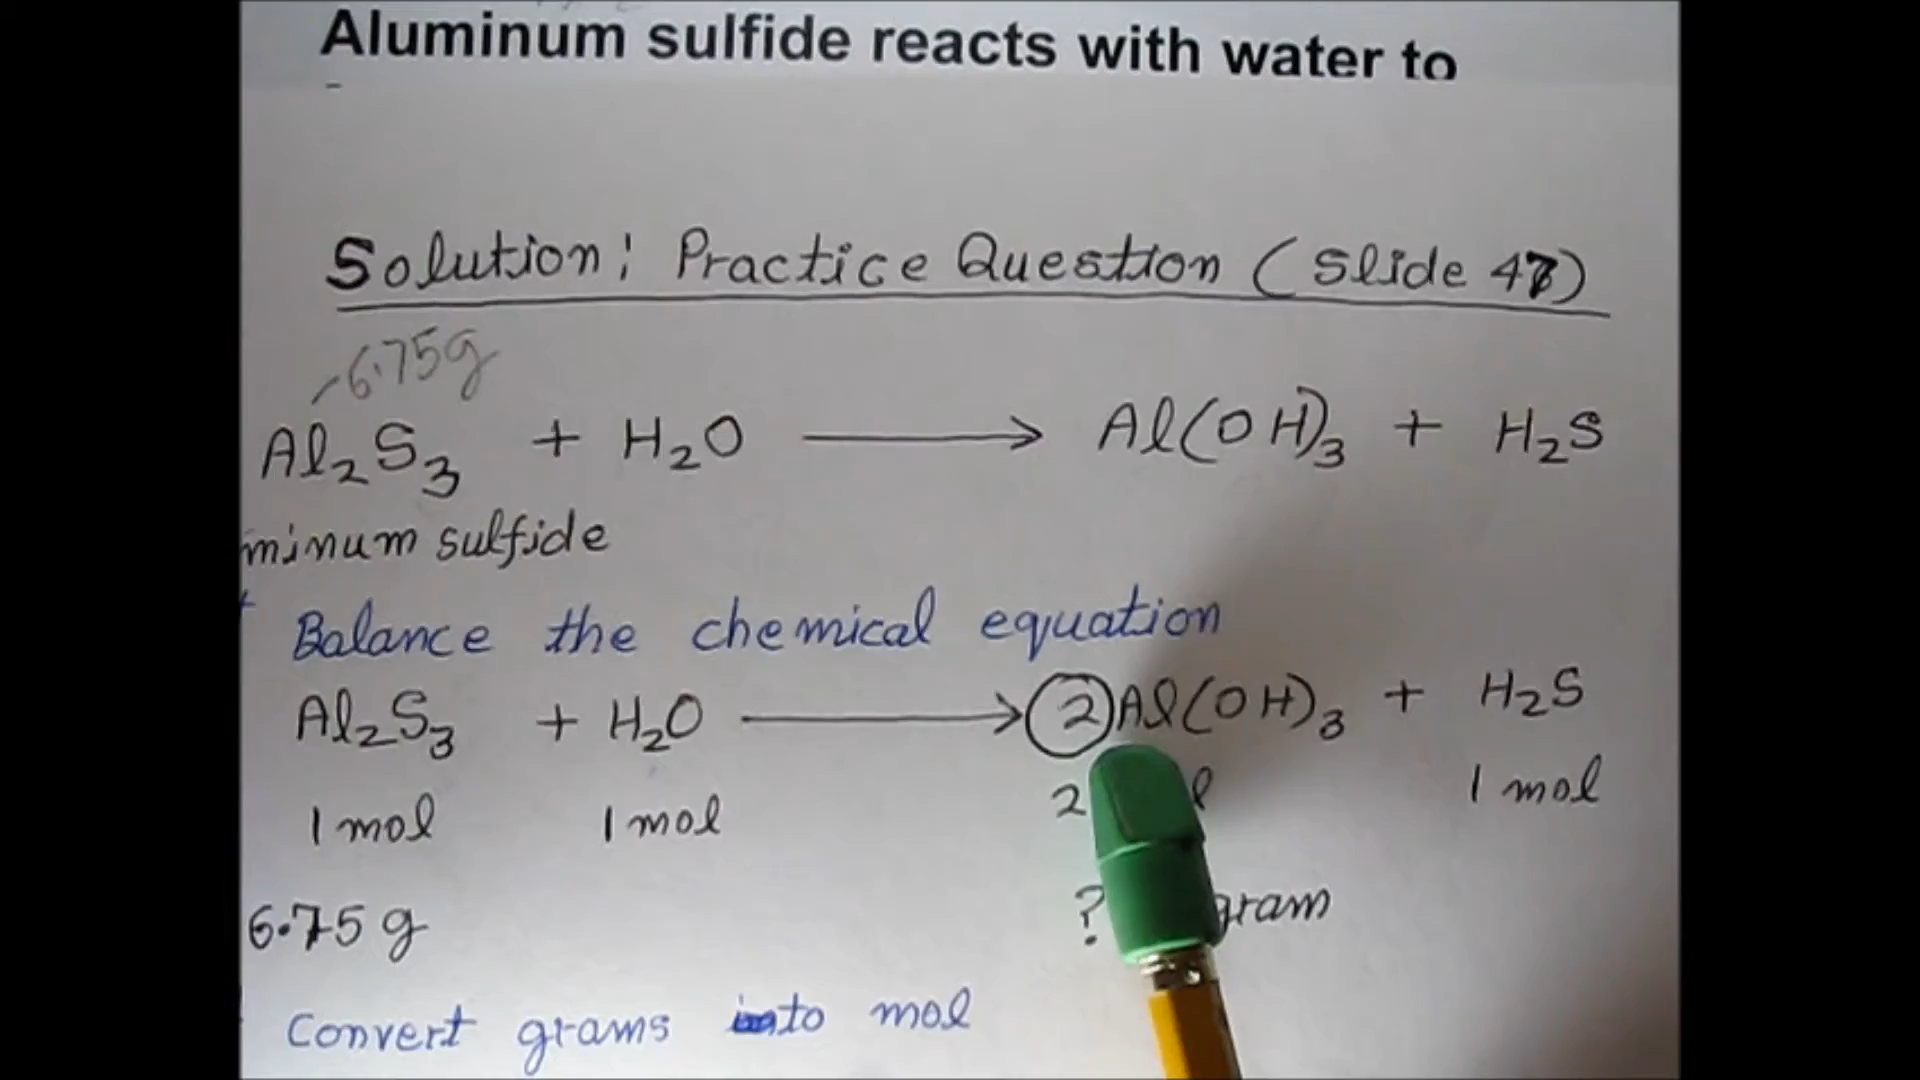 Aluminum sulfide reacts with water to
Solution: Practice Question (Slide 47)
6.75g
Al₂S₃ + H₂O ⟶ Al(OH)₃ + H₂S
minum sulfide
Balance the chemical equation
Al₂S₃ + H₂O ⟶ 2Al(OH)₃ + H₂S
1 mol 1 mol 2 1 mol
6.75 g ? gram
Convert grams into mol